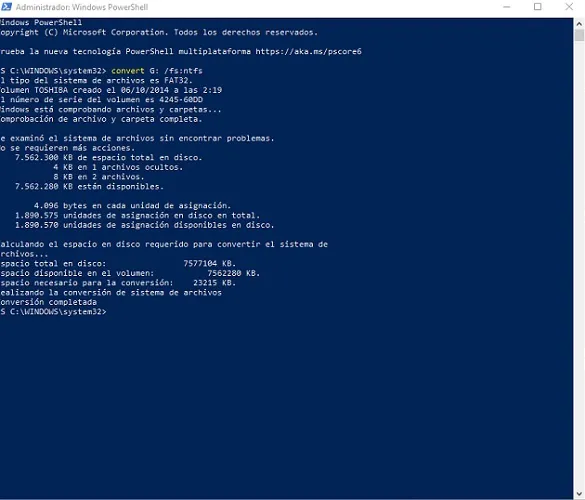 Administrador: Windows PowerShell
indows PowerShell
opyright (C) Microsoft Corporation. Todos los derechos reservados.
rueba la nueva tecnología PowerShell multiplataforma https://aka.ms/pscore6
S C:\WINDOWS\system32> convert G: /fs:ntfs
l tipo del sistema de archivos es FAT32.
olumen TOSHIBA creado el 06/10/2014 a las 2:19
l número de serie del volumen es 4245-60DD
indows está comprobando archivos y carpetas...
omprobación de archivo y carpeta completa.
e examinó el sistema de archivos sin encontrar problemas.
o se requieren más acciones.
7.562.300 KB de espacio total en disco.
4 KB en 1 archivos ocultos.
8 KB en 2 archivos.
7.562.280 KB están disponibles.
4.096 bytes en cada unidad de asignación.
1.890.575 unidades de asignación en disco en total.
1.890.570 unidades de asignación disponibles en disco.
alculando el espacio en disco requerido para convertir el sistema de
rchivos...
spacio total en disco: 7577104 KB.
spacio disponible en el volumen: 7562280 KB.
spacio necesario para la conversión: 23215 KB.
ealizando la conversión de sistema de archivos
onversión completada
S C:\WINDOWS\system32>